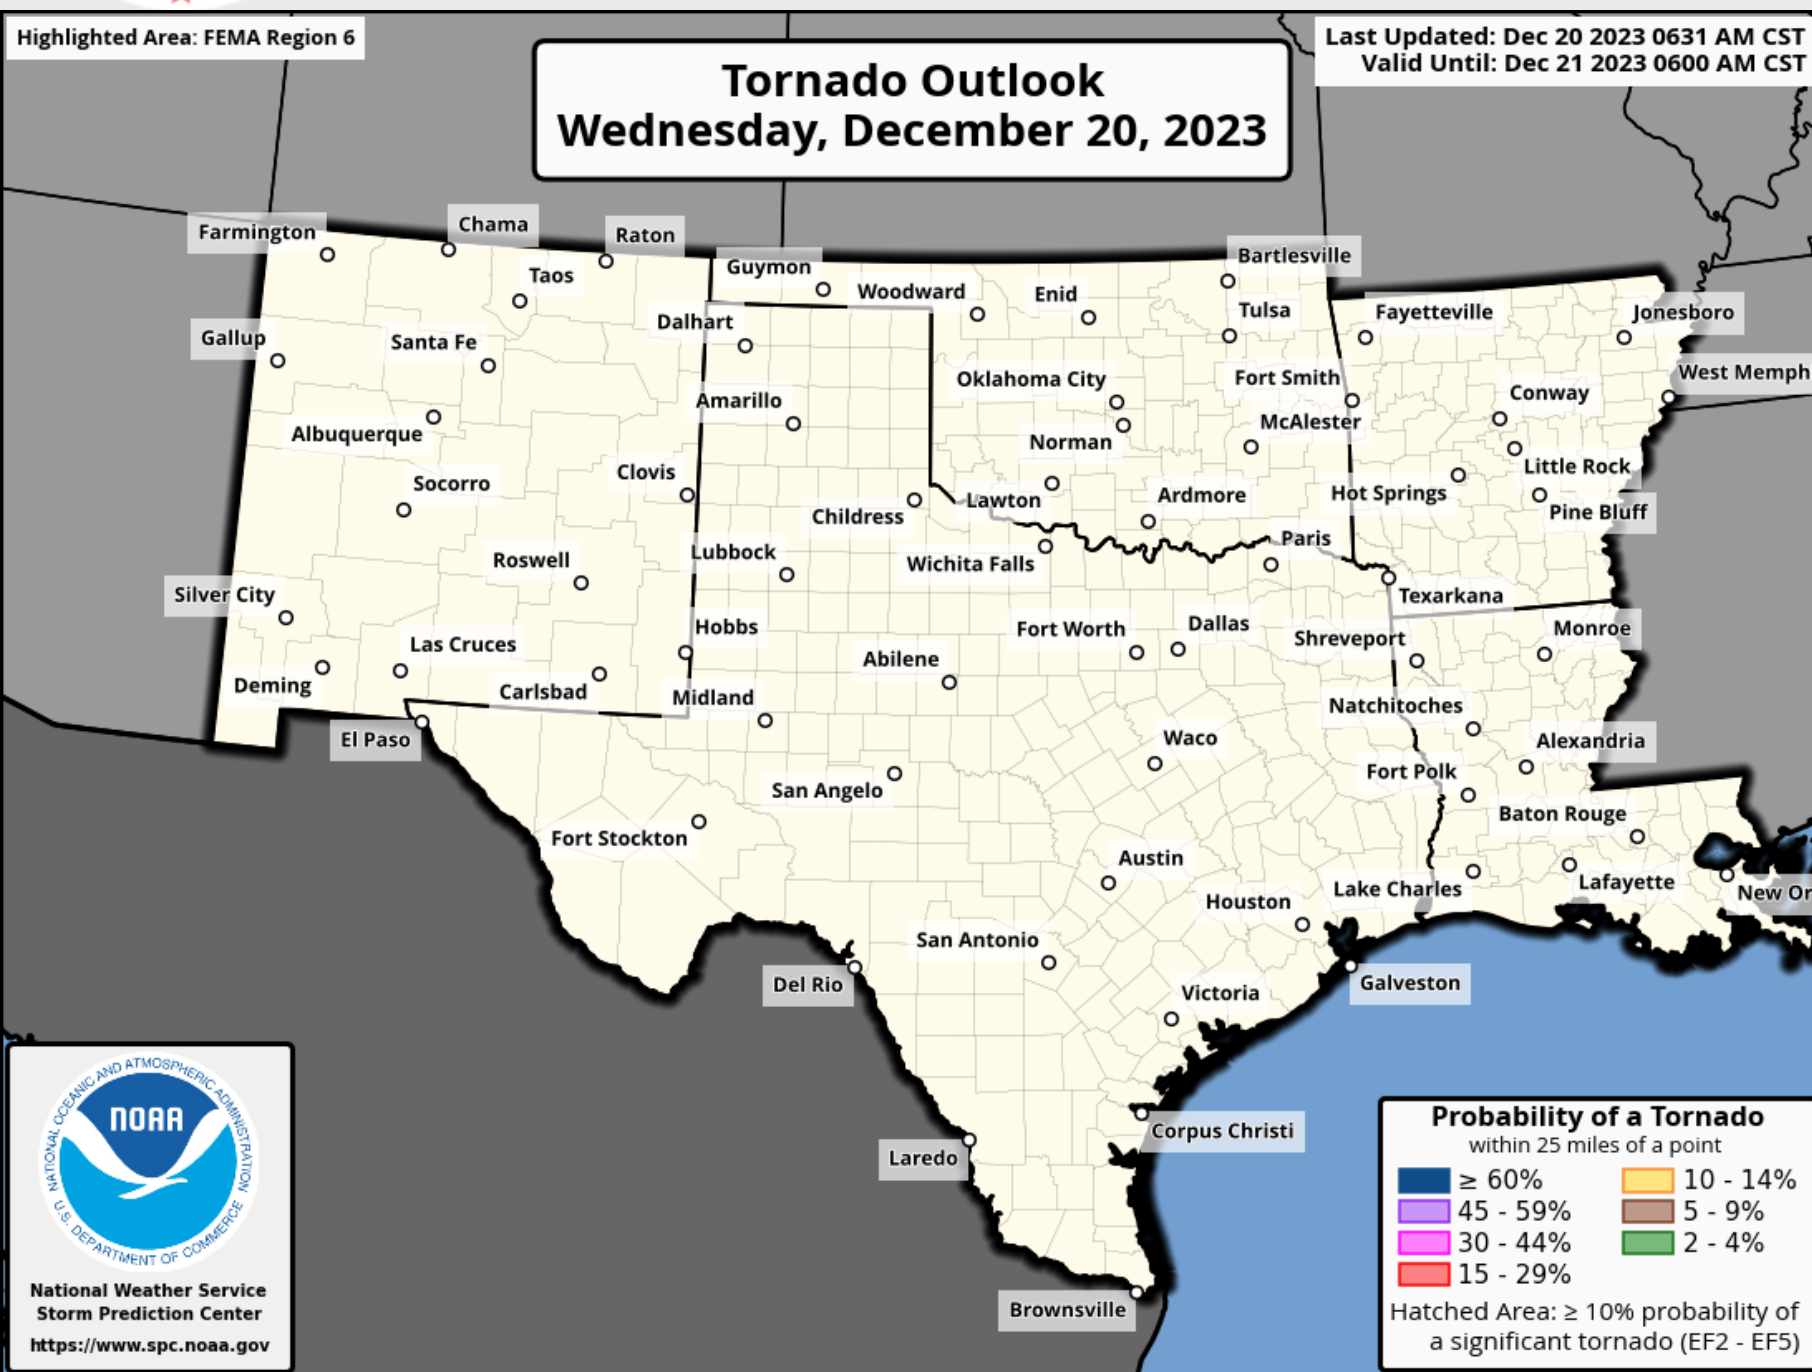 Highlighted Area: FEMA Region 6
Tornado Outlook
Wednesday, December 20, 2023
Last Updated: Dec 20 2023 0631 AM CST
Valid Until: Dec 21 2023 0600 AM CST
Farmington
Chama
Raton
Taos
Guymon
Woodward
Enid
Bartlesville
Tulsa
Fayetteville
Jonesboro
Gallup
Santa Fe
Dalhart
Oklahoma City
Fort Smith
West Memph
Conway
Amarillo
Albuquerque
Norman
McAlester
Little Rock
Socorro
Clovis
Childress
Lawton
Ardmore
Hot Springs
Pine Bluff
Roswell
Lubbock
Wichita Falls
Paris
Silver City
Texarkana
Las Cruces
Hobbs
Fort Worth
Dallas
Shreveport
Monroe
Deming
Carlsbad
Midland
Abilene
Natchitoches
El Paso
Waco
Alexandria
San Angelo
Fort Polk
Fort Stockton
Baton Rouge
Austin
Lake Charles
Lafayette
New Or
Houston
San Antonio
Del Rio
Victoria
Galveston
Corpus Christi
Laredo
Brownsville
NATIONAL OCEANIC AND ATMOSPHERIC ADMINISTRATION
NOAA
U.S. DEPARTMENT OF COMMERCE
National Weather Service
Storm Prediction Center
https://www.spc.noaa.gov
Probability of a Tornado
within 25 miles of a point
≥ 60%
10 - 14%
45 - 59%
5 - 9%
30 - 44%
2 - 4%
15 - 29%
Hatched Area: ≥ 10% probability of
a significant tornado (EF2 - EF5)